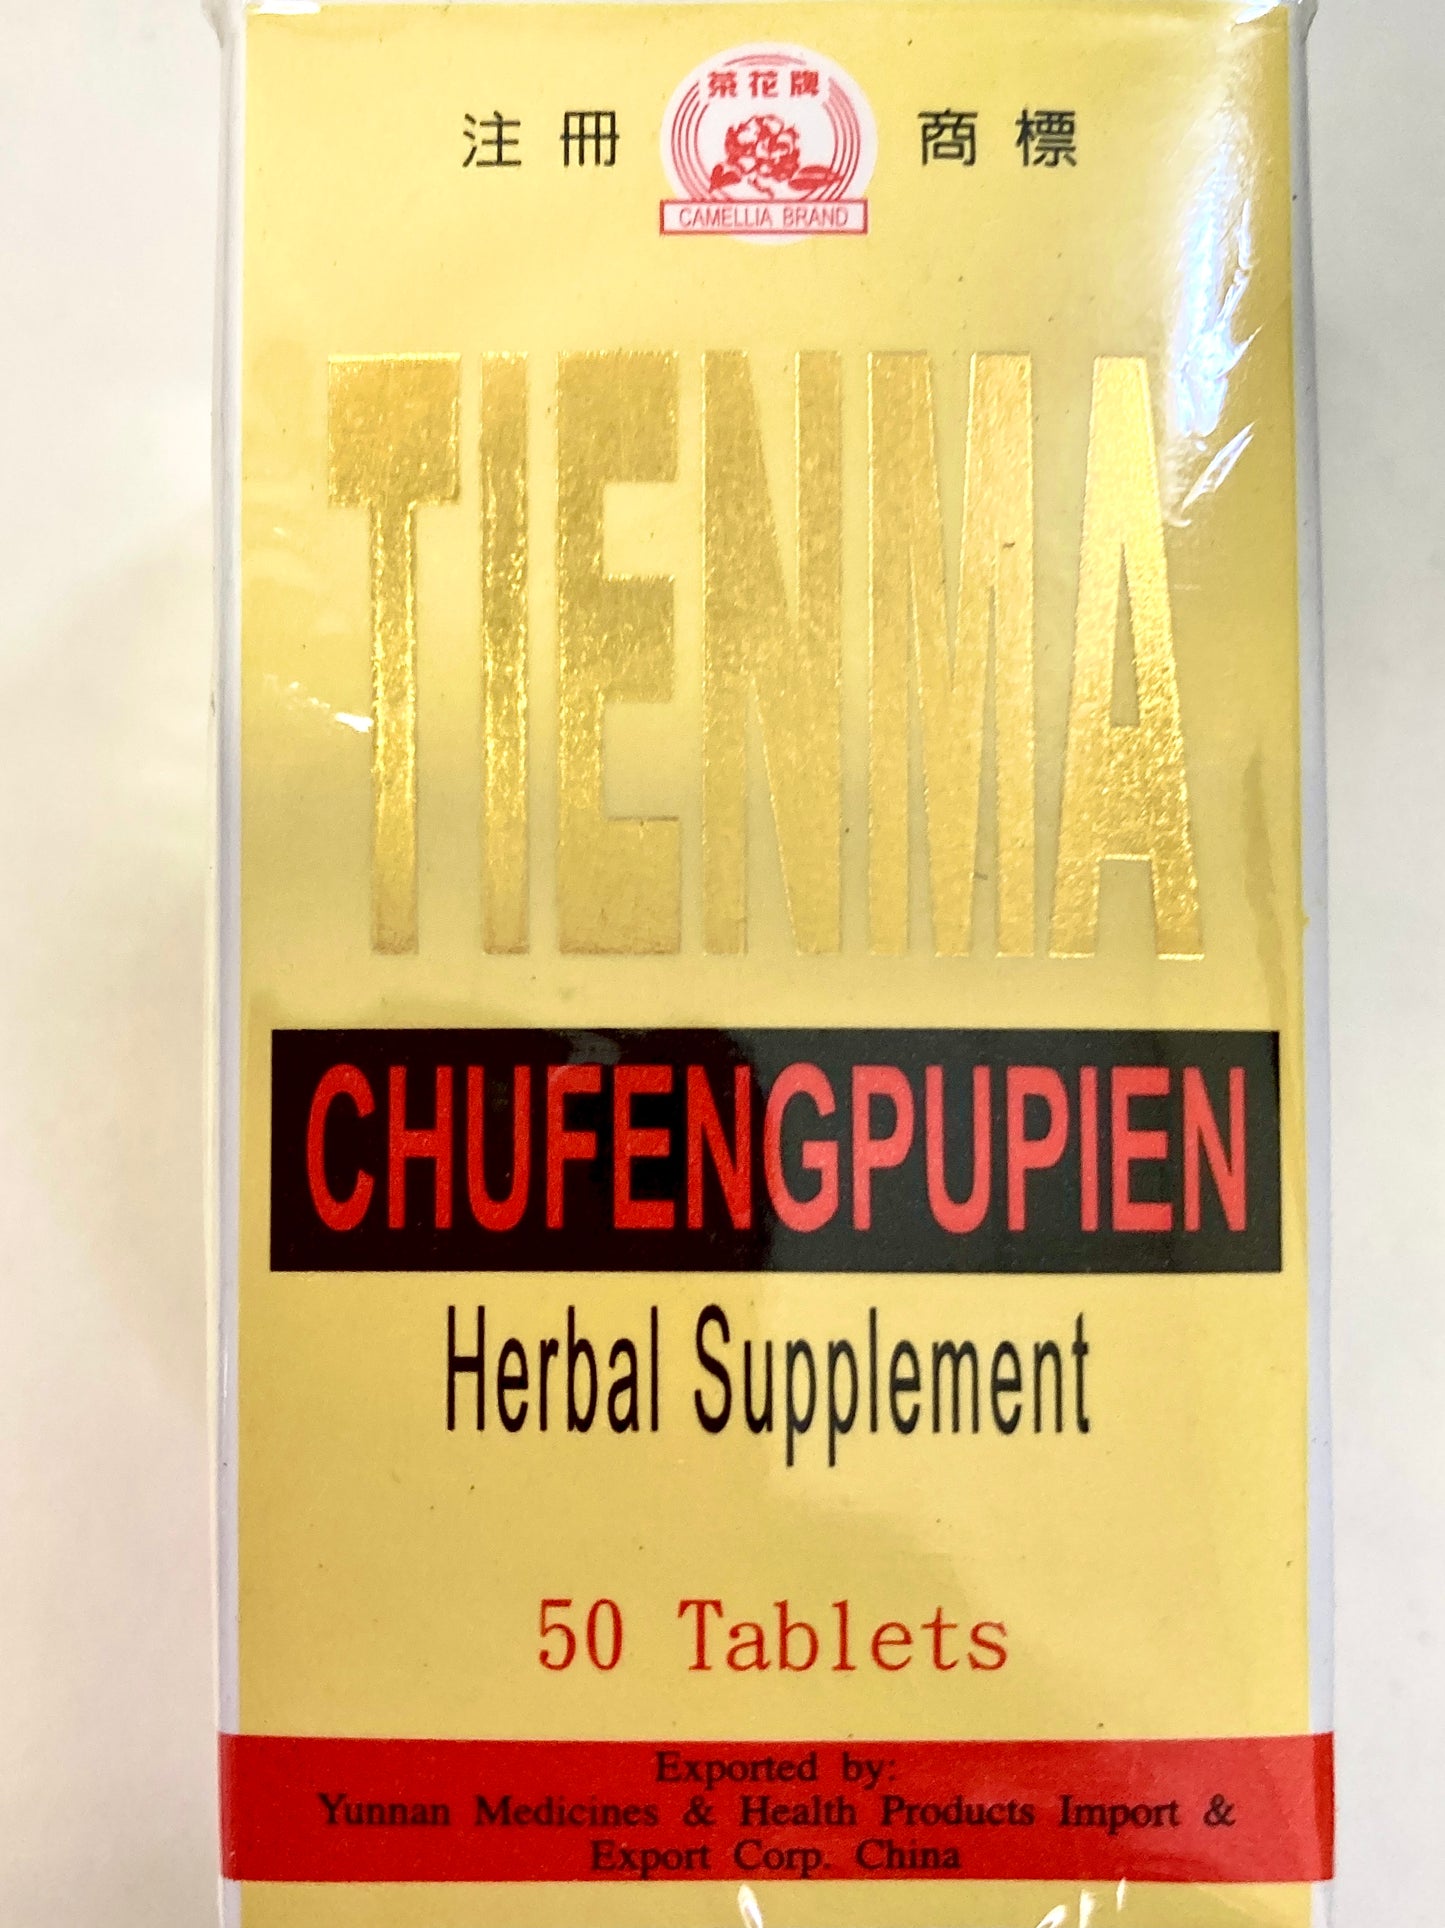 茶花牌
注冊 商標
CAMELLIA BRAND
TIENMA
CHUFENGPUPIEN
Herbal Supplement
50 Tablets
Exported by:
Yunnan Medicines & Health Products Import &
Export Corp. China